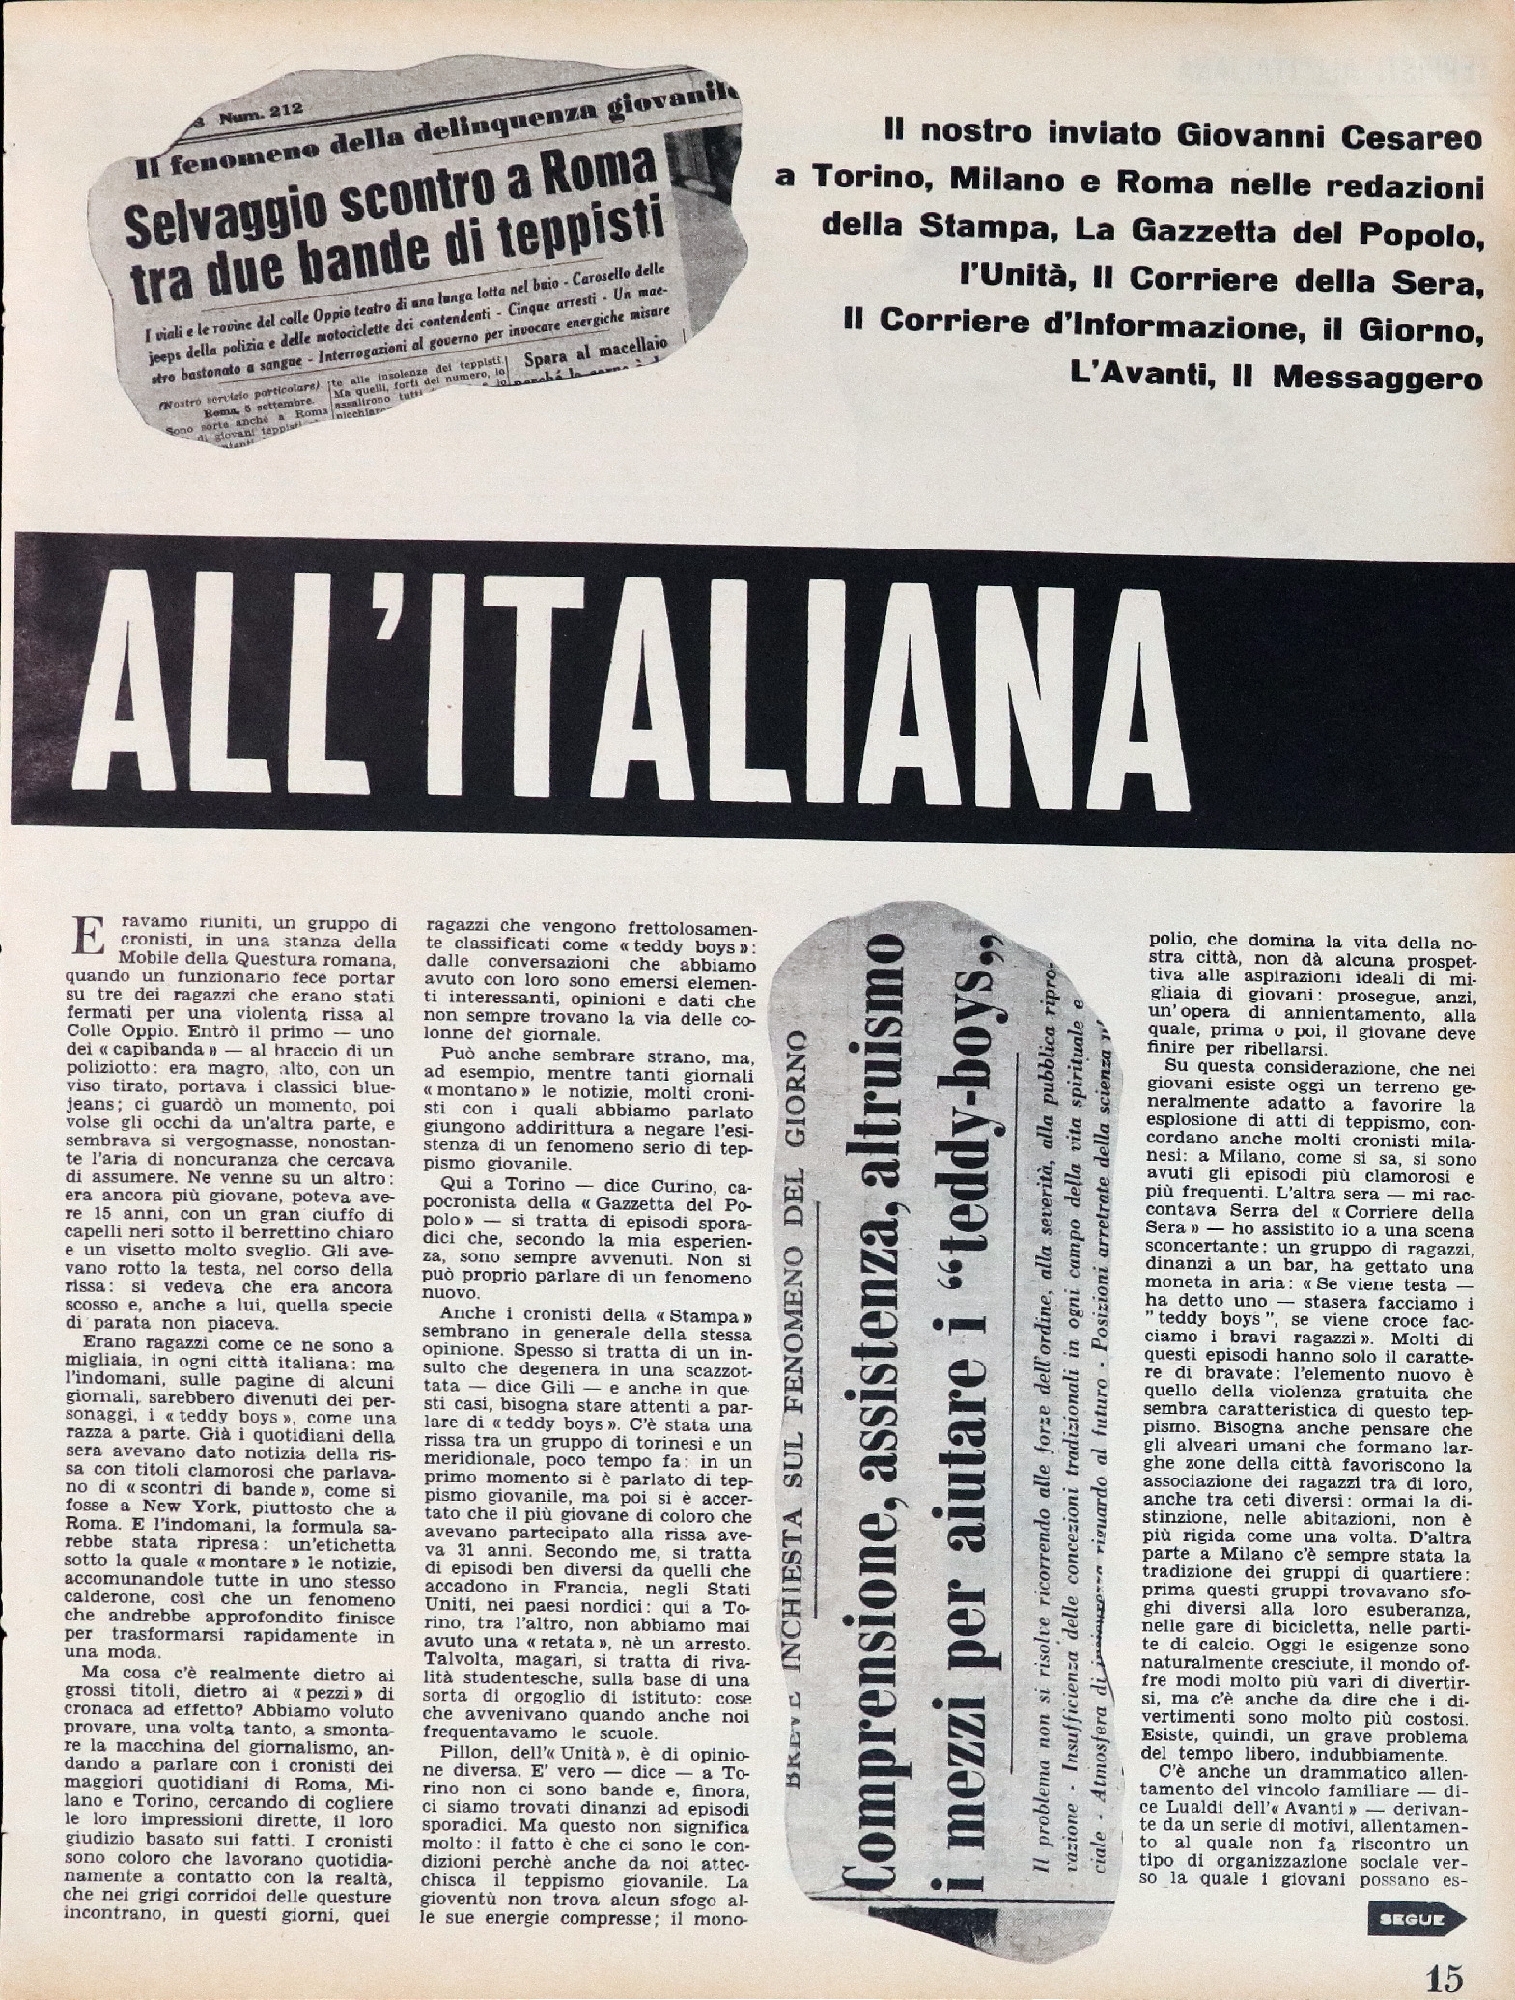 Num. 212
Il fenomeno della delinquenza giovanile
Selvaggio scontro a Roma
tra due bande di teppisti
I viali e le rovine del colle Oppio teatro di una lunga lotta nel buio - Carosello delle
jeeps della polizia e delle motociclette dei contendenti - Cinque arresti - Un mae-
stro bastonato a sangue - Interrogazioni al governo per invocare energiche misure
(Nostro servizio particolare)
Roma, 5 settembre.
Sono sorte anche a Roma
di giovani teppisti
te alle insolenze dei teppisti
Ma quelli, forti del numero, lo
assalirono tutti
picchiar
Spara al macellaio
Il nostro inviato Giovanni Cesareo
a Torino, Milano e Roma nelle redazioni
della Stampa, La Gazzetta del Popolo,
l'Unità, Il Corriere della Sera,
Il Corriere d'Informazione, il Giorno,
L'Avanti, Il Messaggero
ALL'ITALIANA
Eravamo riuniti, un gruppo di
cronisti, in una stanza della
Mobile della Questura romana,
quando un funzionario fece portar
su tre dei ragazzi che erano stati
fermati per una violenta rissa al
Colle Oppio. Entrò il primo — uno
dei « capibanda » — al braccio di un
poliziotto: era magro, alto, con un
viso tirato, portava i classici blue-
jeans; ci guardò un momento, poi
volse gli occhi da un'altra parte, e
sembrava si vergognasse, nonostan-
te l'aria di noncuranza che cercava
di assumere. Ne venne su un altro:
era ancora più giovane, poteva ave-
re 15 anni, con un gran ciuffo di
capelli neri sotto il berrettino chiaro
e un visetto molto sveglio. Gli ave-
vano rotto la testa, nel corso della
rissa: si vedeva che era ancora
scosso e, anche a lui, quella specie
di parata non piaceva.
Erano ragazzi come ce ne sono a
migliaia, in ogni città italiana: ma
l'indomani, sulle pagine di alcuni
giornali, sarebbero divenuti dei per-
sonaggi, i « teddy boys », come una
razza a parte. Già i quotidiani della
sera avevano dato notizia della ris-
sa con titoli clamorosi che parlava-
no di « scontri di bande », come si
fosse a New York, piuttosto che a
Roma. E l'indomani, la formula sa-
rebbe stata ripresa: un'etichetta
sotto la quale « montare » le notizie,
accomunandole tutte in uno stesso
calderone, così che un fenomeno
che andrebbe approfondito finisce
per trasformarsi rapidamente in
una moda.
Ma cosa c'è realmente dietro ai
grossi titoli, dietro ai « pezzi » di
cronaca ad effetto? Abbiamo voluto
provare, una volta tanto, a smonta-
re la macchina del giornalismo, an-
dando a parlare con i cronisti dei
maggiori quotidiani di Roma, Mi-
lano e Torino, cercando di cogliere
le loro impressioni dirette, il loro
giudizio basato sui fatti. I cronisti
sono coloro che lavorano quotidia-
namente a contatto con la realtà,
che nei grigi corridoi delle questure
incontrano, in questi giorni, quei
ragazzi che vengono frettolosamen-
te classificati come « teddy boys »:
dalle conversazioni che abbiamo
avuto con loro sono emersi elemen-
ti interessanti, opinioni e dati che
non sempre trovano la via delle co-
lonne del giornale.
Può anche sembrare strano, ma,
ad esempio, mentre tanti giornali
« montano » le notizie, molti croni-
sti con i quali abbiamo parlato
giungono addirittura a negare l'esi-
stenza di un fenomeno serio di tep-
pismo giovanile.
Qui a Torino — dice Curino, ca-
pocronista della « Gazzetta del Po-
polo » — si tratta di episodi spora-
dici che, secondo la mia esperien-
za, sono sempre avvenuti. Non si
può proprio parlare di un fenomeno
nuovo.
Anche i cronisti della « Stampa »
sembrano in generale della stessa
opinione. Spesso si tratta di un in-
sulto che degenera in una scazzot-
tata — dice Gili — e anche in que-
sti casi, bisogna stare attenti a par-
lare di « teddy boys ». C'è stata una
rissa tra un gruppo di torinesi e un
meridionale, poco tempo fa: in un
primo momento si è parlato di tep-
pismo giovanile, ma poi si è accer-
tato che il più giovane di coloro che
avevano partecipato alla rissa ave-
va 31 anni. Secondo me, si tratta
di episodi ben diversi da quelli che
accadono in Francia, negli Stati
Uniti, nei paesi nordici: qui a To-
rino, tra l'altro, non abbiamo mai
avuto una « retata », nè un arresto.
Talvolta, magari, si tratta di riva-
lità studentesche, sulla base di una
sorta di orgoglio di istituto: cose
che avvenivano quando anche noi
frequentavamo le scuole.
Pillon, dell'« Unità », è di opinio-
ne diversa. E' vero — dice — a To-
rino non ci sono bande e, finora,
ci siamo trovati dinanzi ad episodi
sporadici. Ma questo non significa
molto: il fatto è che ci sono le con-
dizioni perchè anche da noi attec-
chisca il teppismo giovanile. La
gioventù non trova alcun sfogo al-
le sue energie compresse; il mono-
BREVE INCHIESTA SUL FENOMENO DEL GIORNO
Comprensione, assistenza, altruismo
i mezzi per aiutare i “teddy-boys„
Il problema non si risolve ricorrendo alle forze dell'ordine, alla severità, alla pubblica ripro-
vazione - Insufficienza delle concezioni tradizionali in ogni campo della vita spirituale e
ciale - Atmosfera di insicurezza riguardo al futuro - Posizioni arretrate della scienza
polio, che domina la vita della no-
stra città, non dà alcuna prospet-
tiva alle aspirazioni ideali di mi-
gliaia di giovani: prosegue, anzi,
un'opera di annientamento, alla
quale, prima o poi, il giovane deve
finire per ribellarsi.
Su questa considerazione, che nei
giovani esiste oggi un terreno ge-
neralmente adatto a favorire la
esplosione di atti di teppismo, con-
cordano anche molti cronisti mila-
nesi: a Milano, come si sa, si sono
avuti gli episodi più clamorosi e
più frequenti. L'altra sera — mi rac-
contava Serra del « Corriere della
Sera » — ho assistito io a una scena
sconcertante: un gruppo di ragazzi,
dinanzi a un bar, ha gettato una
moneta in aria: « Se viene testa —
ha detto uno — stasera facciamo i
"teddy boys", se viene croce fac-
ciamo i bravi ragazzi ». Molti di
questi episodi hanno solo il caratte-
re di bravate: l'elemento nuovo è
quello della violenza gratuita che
sembra caratteristica di questo tep-
pismo. Bisogna anche pensare che
gli alveari umani che formano lar-
ghe zone della città favoriscono la
associazione dei ragazzi tra di loro,
anche tra ceti diversi: ormai la di-
stinzione, nelle abitazioni, non è
più rigida come una volta. D'altra
parte a Milano c'è sempre stata la
tradizione dei gruppi di quartiere:
prima questi gruppi trovavano sfo-
ghi diversi alla loro esuberanza,
nelle gare di bicicletta, nelle parti-
te di calcio. Oggi le esigenze sono
naturalmente cresciute, il mondo of-
fre modi molto più vari di divertir-
si, ma c'è anche da dire che i di-
vertimenti sono molto più costosi.
Esiste, quindi, un grave problema
del tempo libero, indubbiamente.
C'è anche un drammatico allen-
tamento del vincolo familiare — di-
ce Lualdi dell'« Avanti » — derivan-
te da un serie di motivi, allentamen-
to al quale non fa riscontro un
tipo di organizzazione sociale ver-
so la quale i giovani possano es-
SEGUE
15